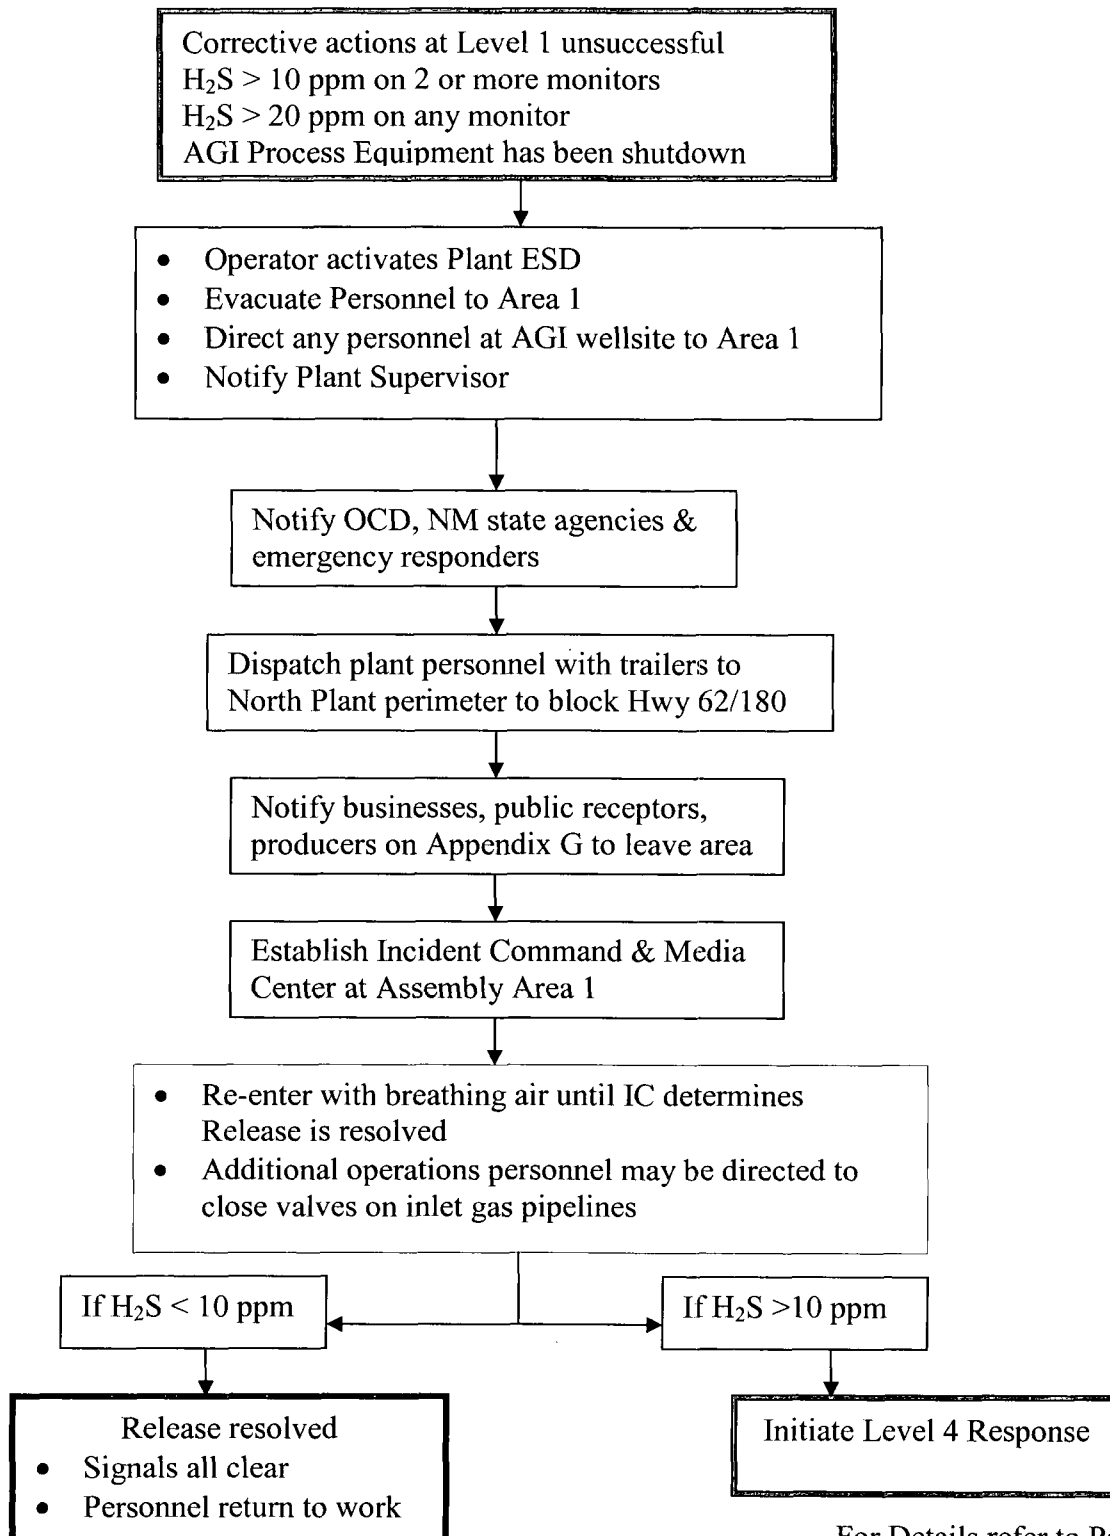 Corrective actions at Level 1 unsuccessful
H₂S > 10 ppm on 2 or more monitors
H₂S > 20 ppm on any monitor
AGI Process Equipment has been shutdown
• Operator activates Plant ESD
• Evacuate Personnel to Area 1
• Direct any personnel at AGI wellsite to Area 1
• Notify Plant Supervisor
Notify OCD, NM state agencies &
emergency responders
Dispatch plant personnel with trailers to
North Plant perimeter to block Hwy 62/180
Notify businesses, public receptors,
producers on Appendix G to leave area
Establish Incident Command & Media
Center at Assembly Area 1
• Re-enter with breathing air until IC determines
Release is resolved
• Additional operations personnel may be directed to
close valves on inlet gas pipelines
If H₂S < 10 ppm
If H₂S >10 ppm
Release resolved
• Signals all clear
• Personnel return to work
Initiate Level 4 Response
For Details refer to